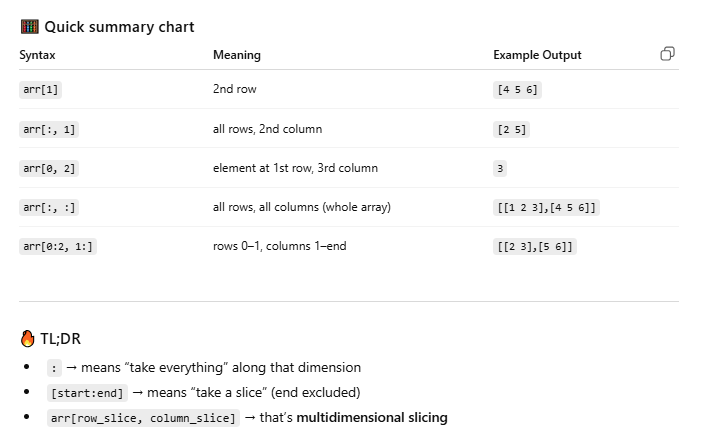 🧮 Quick summary chart
Syntax Meaning Example Output
arr[1] 2nd row [4 5 6]
arr[:, 1] all rows, 2nd column [2 5]
arr[0, 2] element at 1st row, 3rd column 3
arr[:, :] all rows, all columns (whole array) [[1 2 3],[4 5 6]]
arr[0:2, 1:] rows 0–1, columns 1–end [[2 3],[5 6]]
🔥 TL;DR
• : → means “take everything” along that dimension
• [start:end] → means “take a slice” (end excluded)
• arr[row_slice, column_slice] → that’s multidimensional slicing